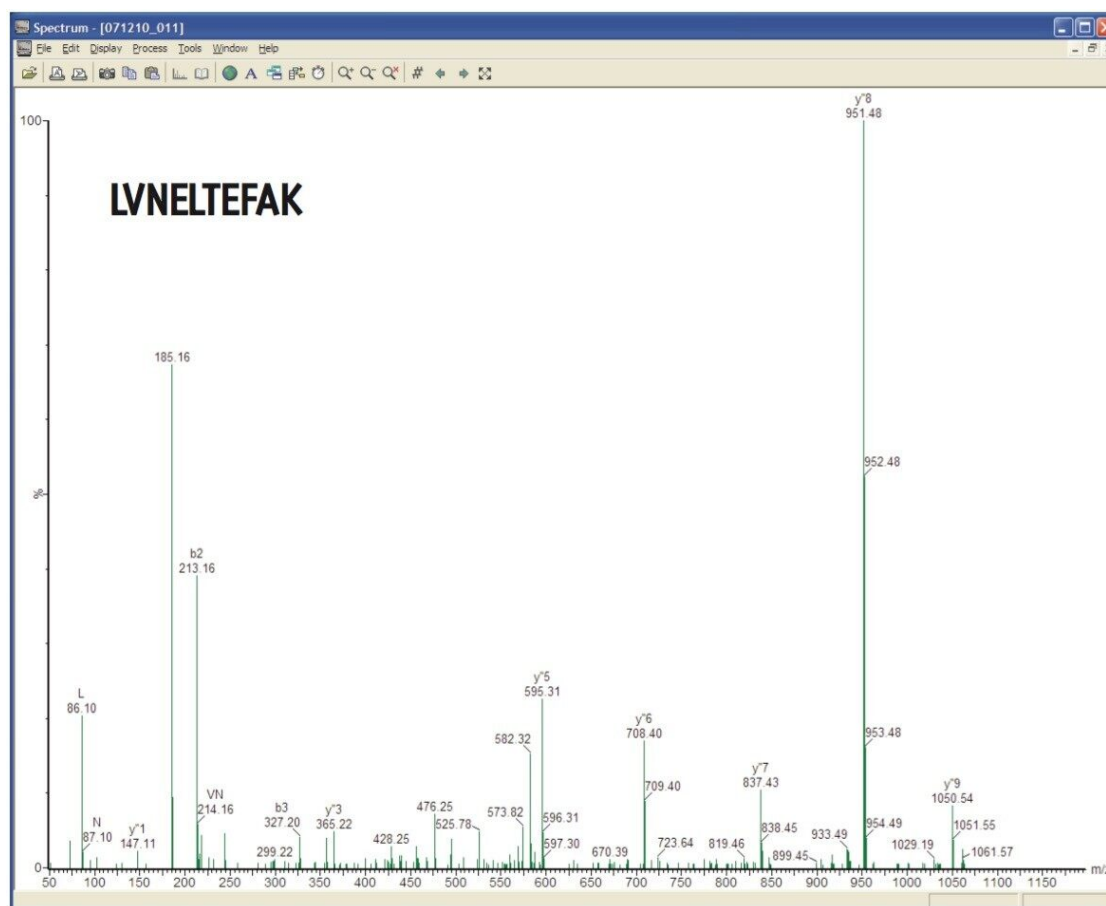 Spectrum - [071210_011]
File Edit Display Process Tools Window Help
A
#
100
%
0
LVNELTEFAK
y"8
951.48
185.16
952.48
b2
213.16
L
86.10
y"5
595.31
y"6
708.40
582.32
953.48
y"7
837.43
y"9
1050.54
VN
214.16
N
87.10
y"1
147.11
b3
327.20
299.22
y"3
365.22
428.25
476.25
525.78
573.82
596.31
597.30
709.40
670.39
723.64
819.46
838.45
899.45
933.49
954.49
1029.19
1051.55
1061.57
50 100 150 200 250 300 350 400 450 500 550 600 650 700 750 800 850 900 950 1000 1050 1100 1150